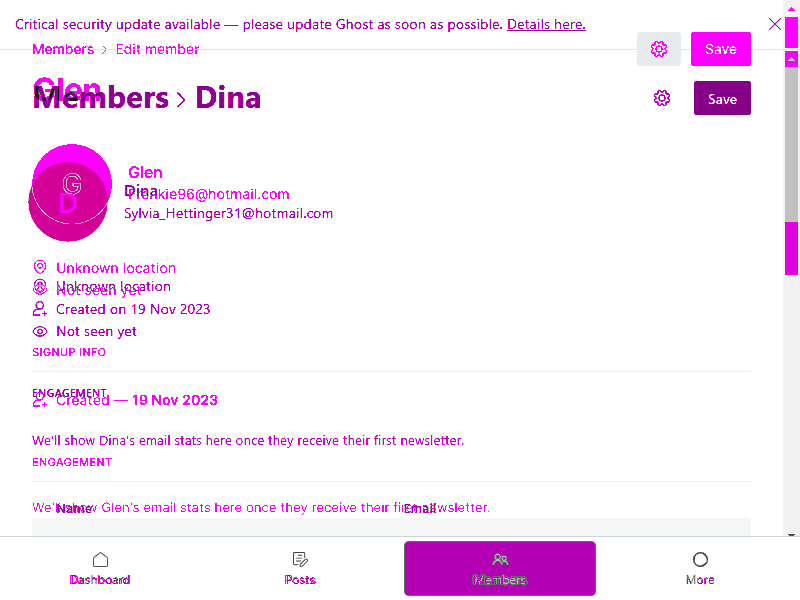 Critical security update available — please update Ghost as soon as possible. Details here.
Members > Edit member
Save
Glen
Members > Dina
Save
G
D
Glen
Dina
Frankie96@hotmail.com
Sylvia_Hettinger31@hotmail.com
Unknown location
Unknown location
Not seen yet
Created on 19 Nov 2023
Not seen yet
SIGNUP INFO
ENGAGEMENT
Created — 19 Nov 2023
We'll show Dina's email stats here once they receive their first newsletter.
ENGAGEMENT
We'll show Glen's email stats here once they receive their first newsletter.
Name Email
Dashboard Posts Members More